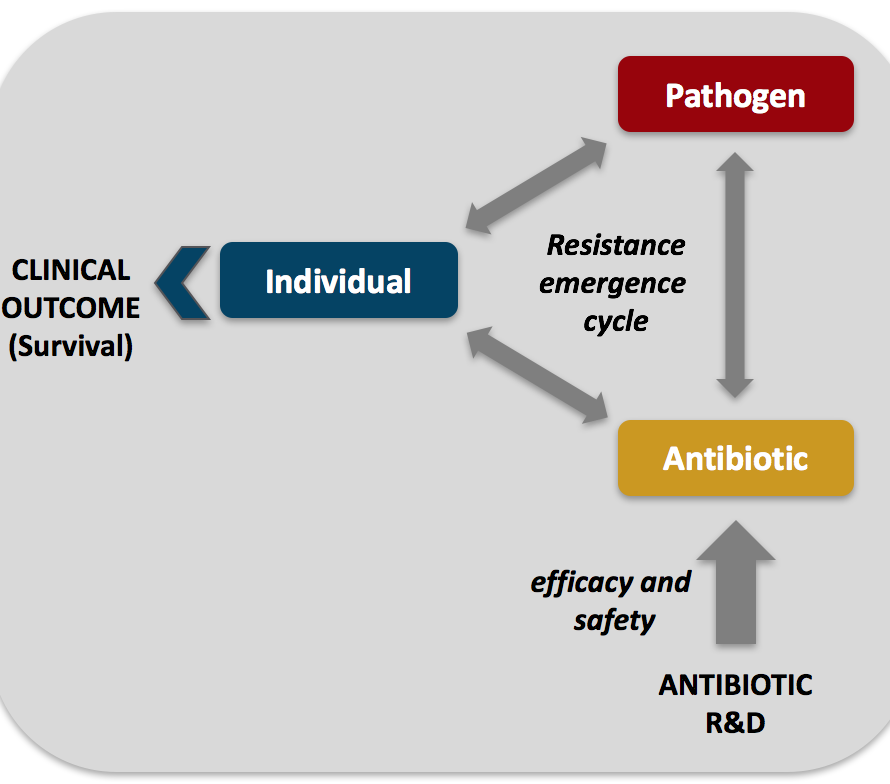 Pathogen
Resistance
emergence
cycle
Individual
CLINICAL
OUTCOME
(Survival)
Antibiotic
efficacy and
safety
ANTIBIOTIC
R&D